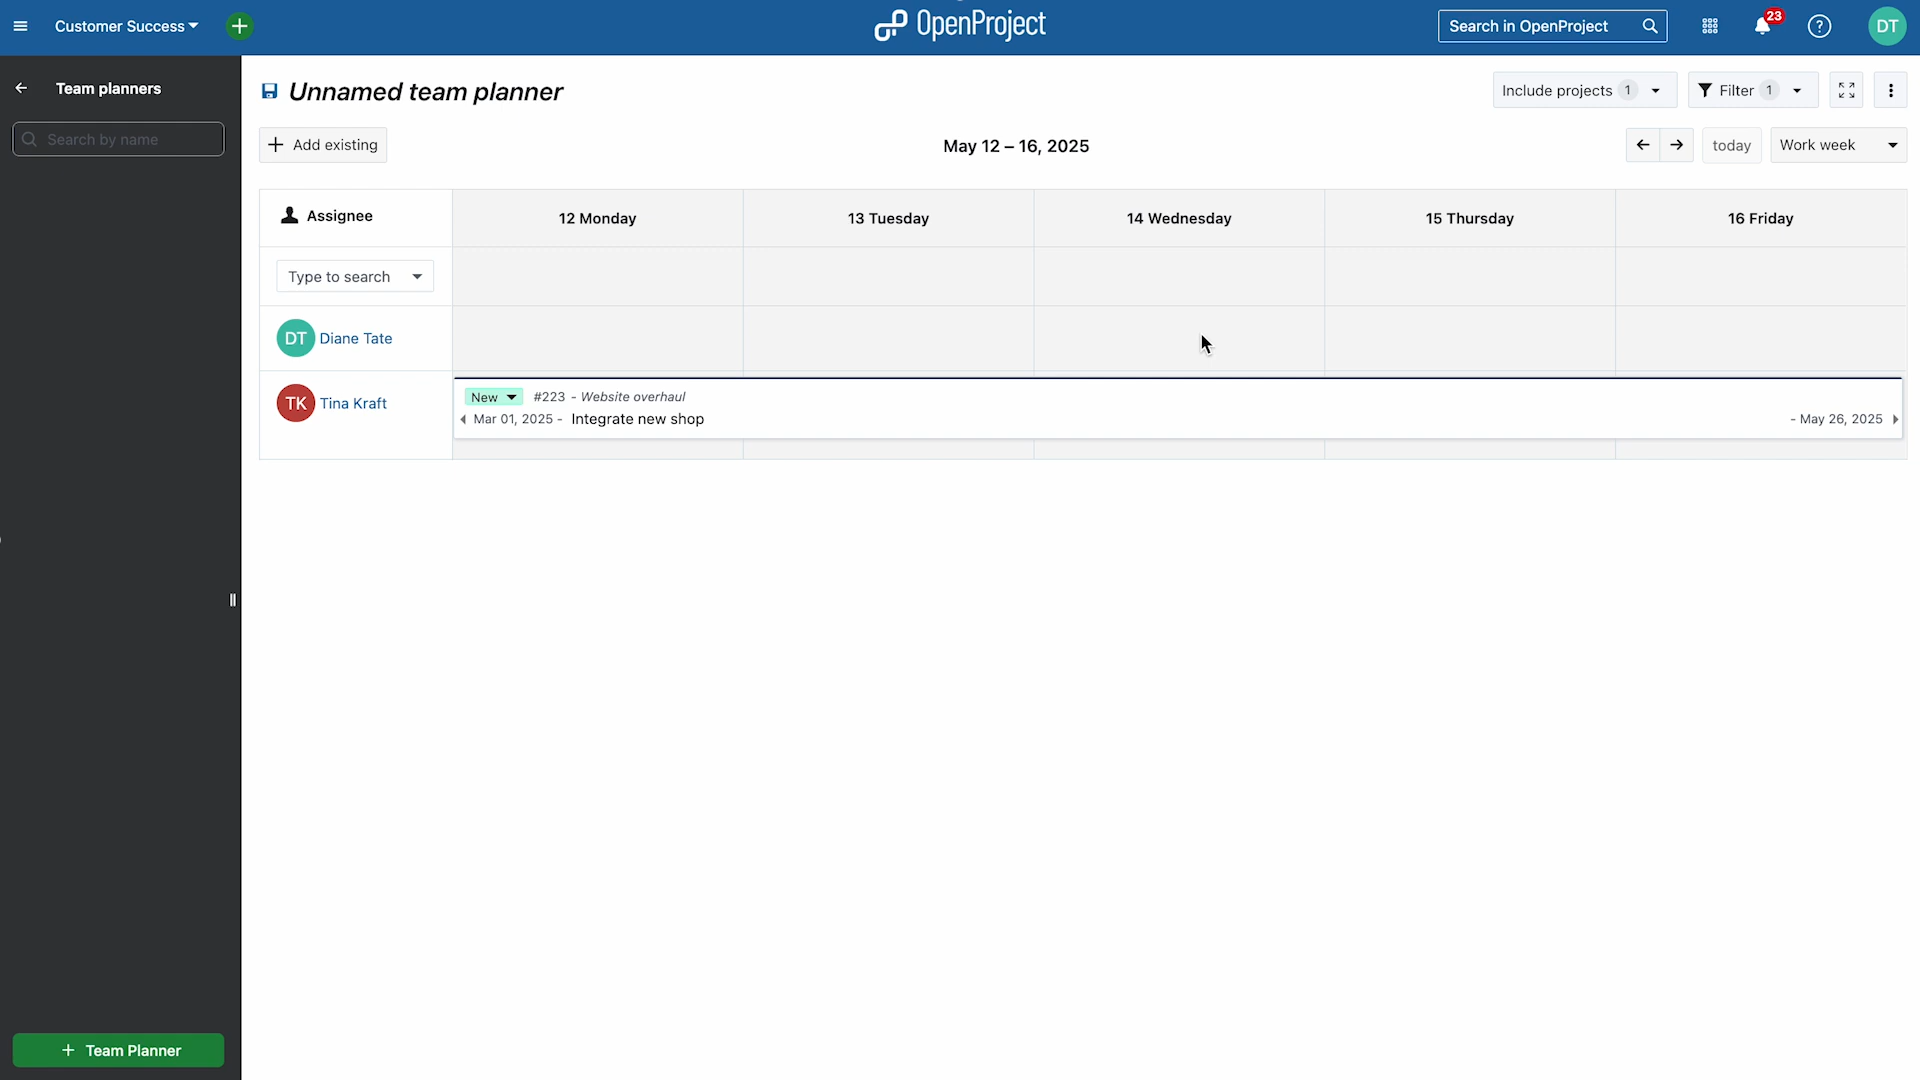 Customer Success
OpenProject
Search in OpenProject
23
DT
Team planners
Unnamed team planner
Include projects 1
Filter 1
Search by name
Add existing
May 12 – 16, 2025
today
Work week
Assignee
12 Monday
13 Tuesday
14 Wednesday
15 Thursday
16 Friday
Type to search
DT Diane Tate
TK Tina Kraft
New #223 - Website overhaul
Mar 01, 2025 - Integrate new shop - May 26, 2025
+ Team Planner